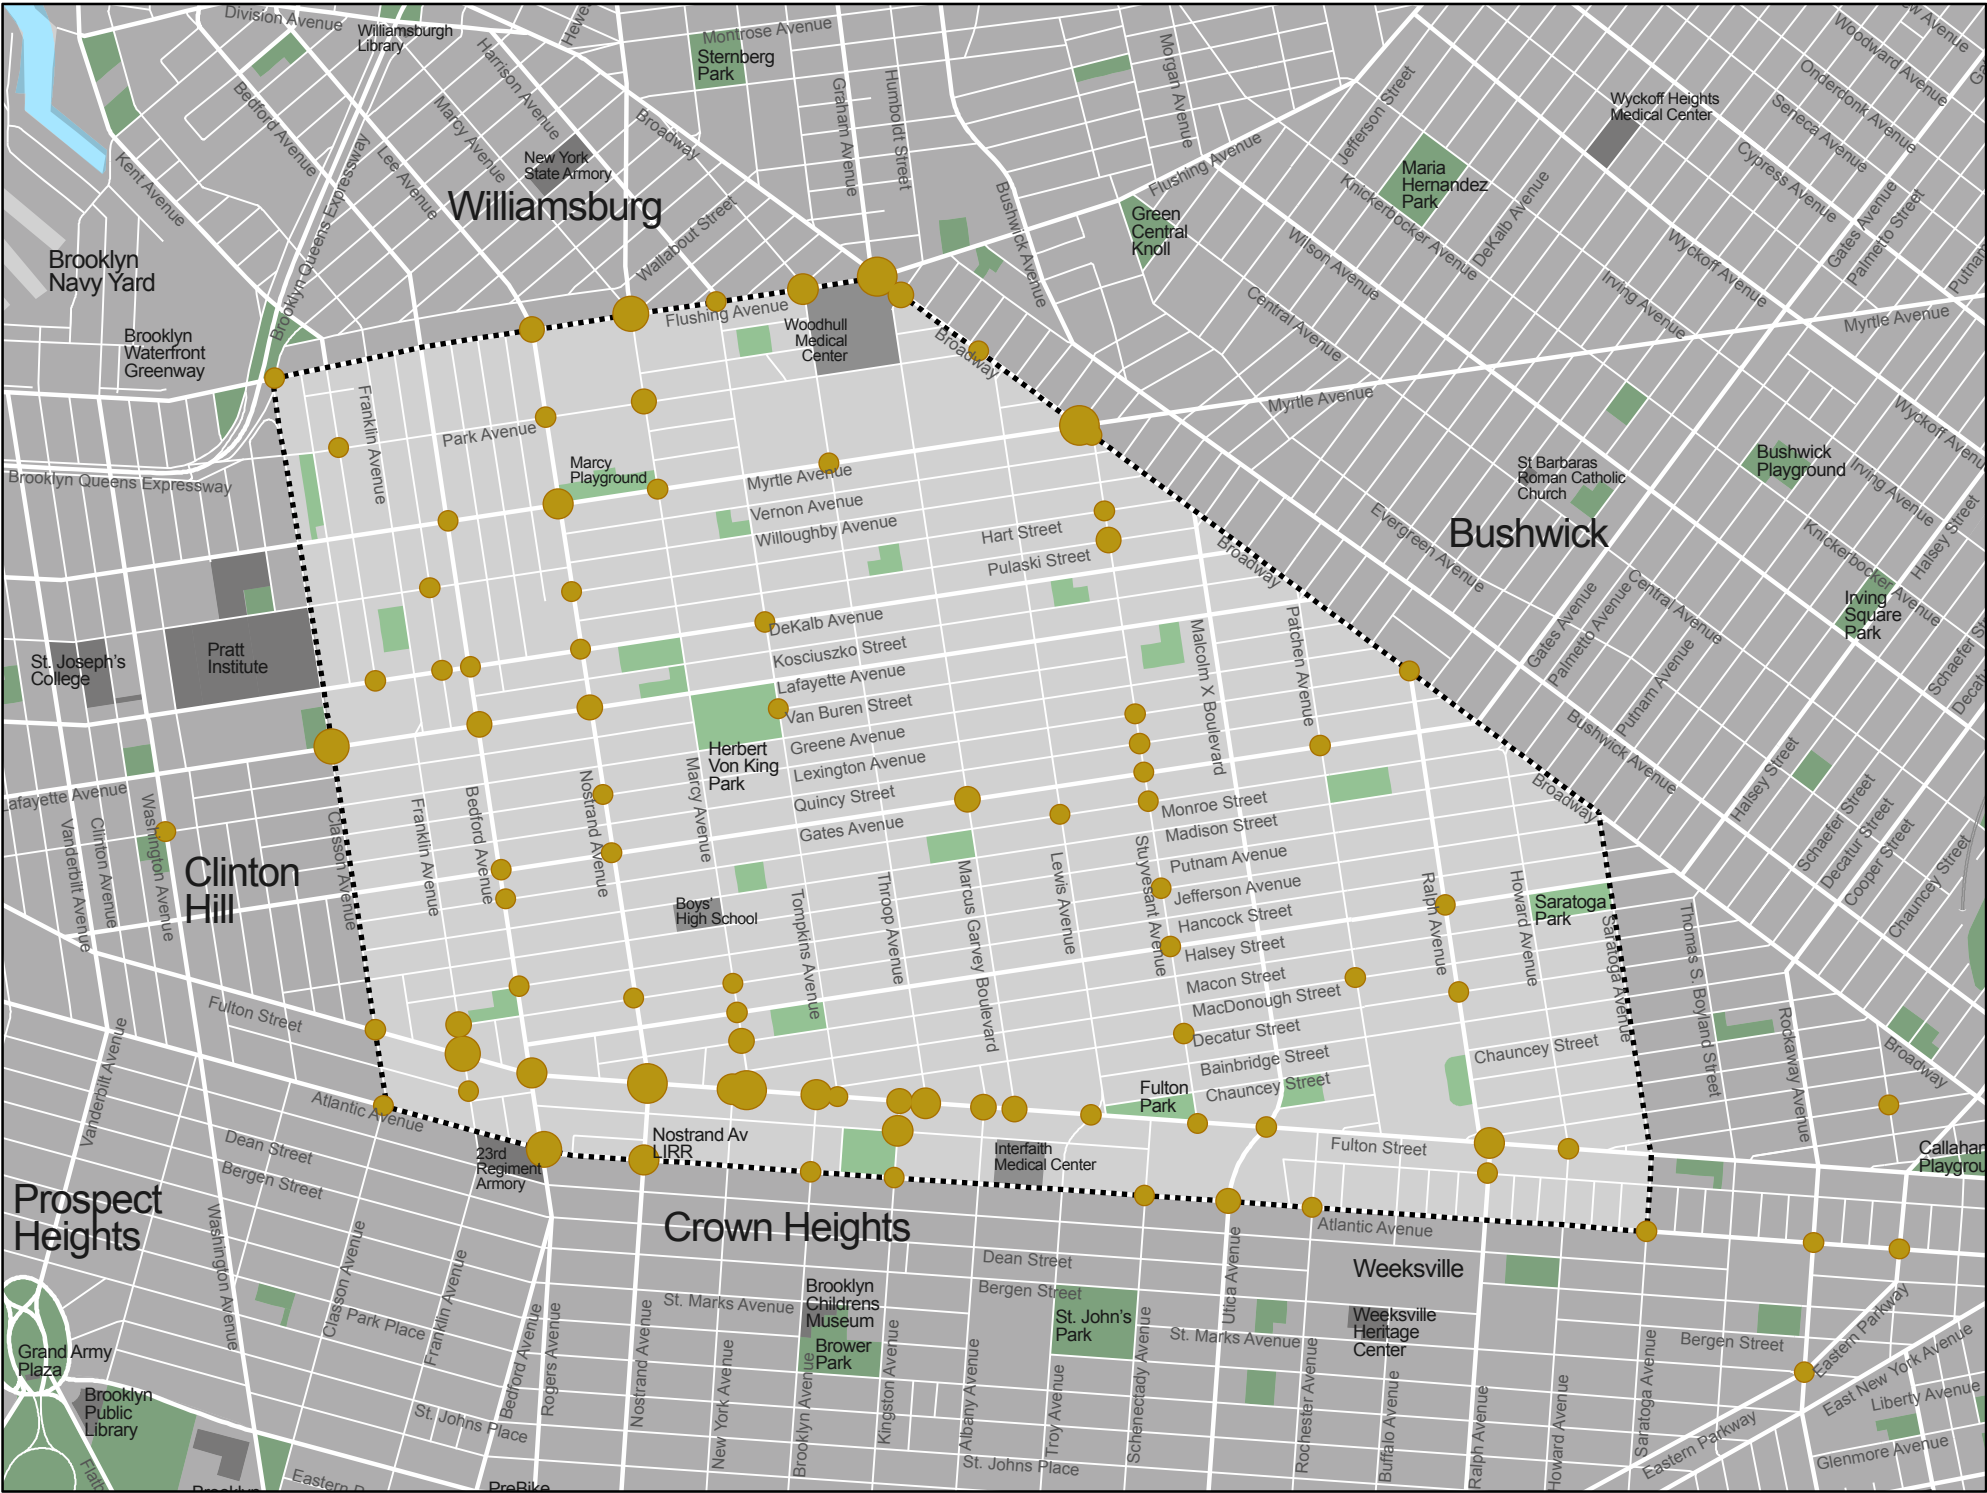 Division Avenue
Williamsburgh
Library
Harrison Avenue
Montrose Avenue
Sternberg
Park
Graham Avenue
Humboldt Street
Morgan Avenue
Woodward Avenue
Onderdonk Avenue
Seneca Avenue
Wyckoff Heights
Medical Center
Cypress Avenue
Jefferson Street
Bedford Avenue
Marcy Avenue
Lee Avenue
Kent Avenue
Brooklyn Queens Expressway
New York
State Armory
Broadway
Williamsburg
Wallabout Street
Bushwick Avenue
Flushing Avenue
Green
Central
Knoll
Maria
Hernandez
Park
Knickerbocker Avenue
DeKalb Avenue
Wilson Avenue
Central Avenue
Irving Avenue
Wyckoff Avenue
Gates Avenue
Palmetto Street
Myrtle Avenue
Brooklyn
Navy Yard
Brooklyn
Waterfront
Greenway
Flushing Avenue
Woodhull
Medical
Center
Broadway
Myrtle Avenue
Franklin Avenue
Park Avenue
Marcy
Playground
Brooklyn Queens Expressway
Myrtle Avenue
Vernon Avenue
Willoughby Avenue
Hart Street
Pulaski Street
Broadway
Evergreen Avenue
Bushwick
St Barbaras
Roman Catholic
Church
Bushwick
Playground
Wyckoff Avenue
Irving Avenue
Knickerbocker Avenue
Halsey Street
Irving
Square
Park
Pratt
Institute
St. Joseph's
College
DeKalb Avenue
Kosciuszko Street
Lafayette Avenue
Van Buren Street
Greene Avenue
Lexington Avenue
Quincy Street
Gates Avenue
Herbert
Von King
Park
Malcolm X Boulevard
Patchen Avenue
Gates Avenue
Palmetto Avenue
Putnam Avenue
Central Avenue
Bushwick Avenue
Broadway
Halsey Street
Schaefer Street
Decatur Street
Cooper Street
Chauncey Street
Vanderbilt Avenue
Clinton Avenue
Washington Avenue
Clinton
Hill
Classon Avenue
Franklin Avenue
Bedford Avenue
Nostrand Avenue
Marcy Avenue
Boys'
High School
Tompkins Avenue
Throop Avenue
Marcus Garvey Boulevard
Lewis Avenue
Stuyvesant Avenue
Monroe Street
Madison Street
Putnam Avenue
Jefferson Avenue
Hancock Street
Halsey Street
Macon Street
MacDonough Street
Decatur Street
Bainbridge Street
Chauncey Street
Ralph Avenue
Howard Avenue
Saratoga
Park
Saratoga Avenue
Thomas S. Boyland Street
Rockaway Avenue
Broadway
Chauncey Street
Fulton Street
Vanderbilt Avenue
Atlantic Avenue
Dean Street
Bergen Street
23rd
Regiment
Armory
Nostrand Av
LIRR
Interfaith
Medical Center
Fulton
Park
Fulton Street
Prospect
Heights
Crown Heights
Atlantic Avenue
Weeksville
Washington Avenue
Classon Avenue
Franklin Avenue
Park Place
Bedford Avenue
Rogers Avenue
Nostrand Avenue
St. Marks Avenue
New York Avenue
Brooklyn
Childrens
Museum
Brower
Park
Brooklyn Avenue
Kingston Avenue
Albany Avenue
Dean Street
Bergen Street
St. John's
Park
Troy Avenue
Schenectady Avenue
Utica Avenue
St. Marks Avenue
Weeksville
Heritage
Center
Rochester Avenue
Buffalo Avenue
Ralph Avenue
Howard Avenue
Saratoga Avenue
Bergen Street
Eastern Parkway
East New York Avenue
Liberty Avenue
Eastern Parkway
Glenmore Avenue
Grand Army
Plaza
Brooklyn
Public
Library
St. Johns Place
St. Johns Place
PreBike